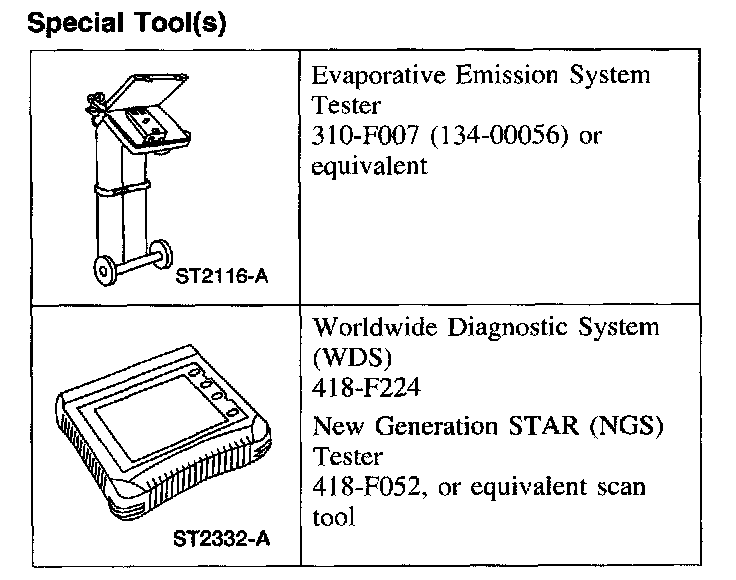 Special Tool(s)
Evaporative Emission System
Tester
310-F007 (134-00056) or
equivalent
ST2116-A
Worldwide Diagnostic System
(WDS)
418-F224
New Generation STAR (NGS)
Tester
418-F052, or equivalent scan
tool
ST2332-A